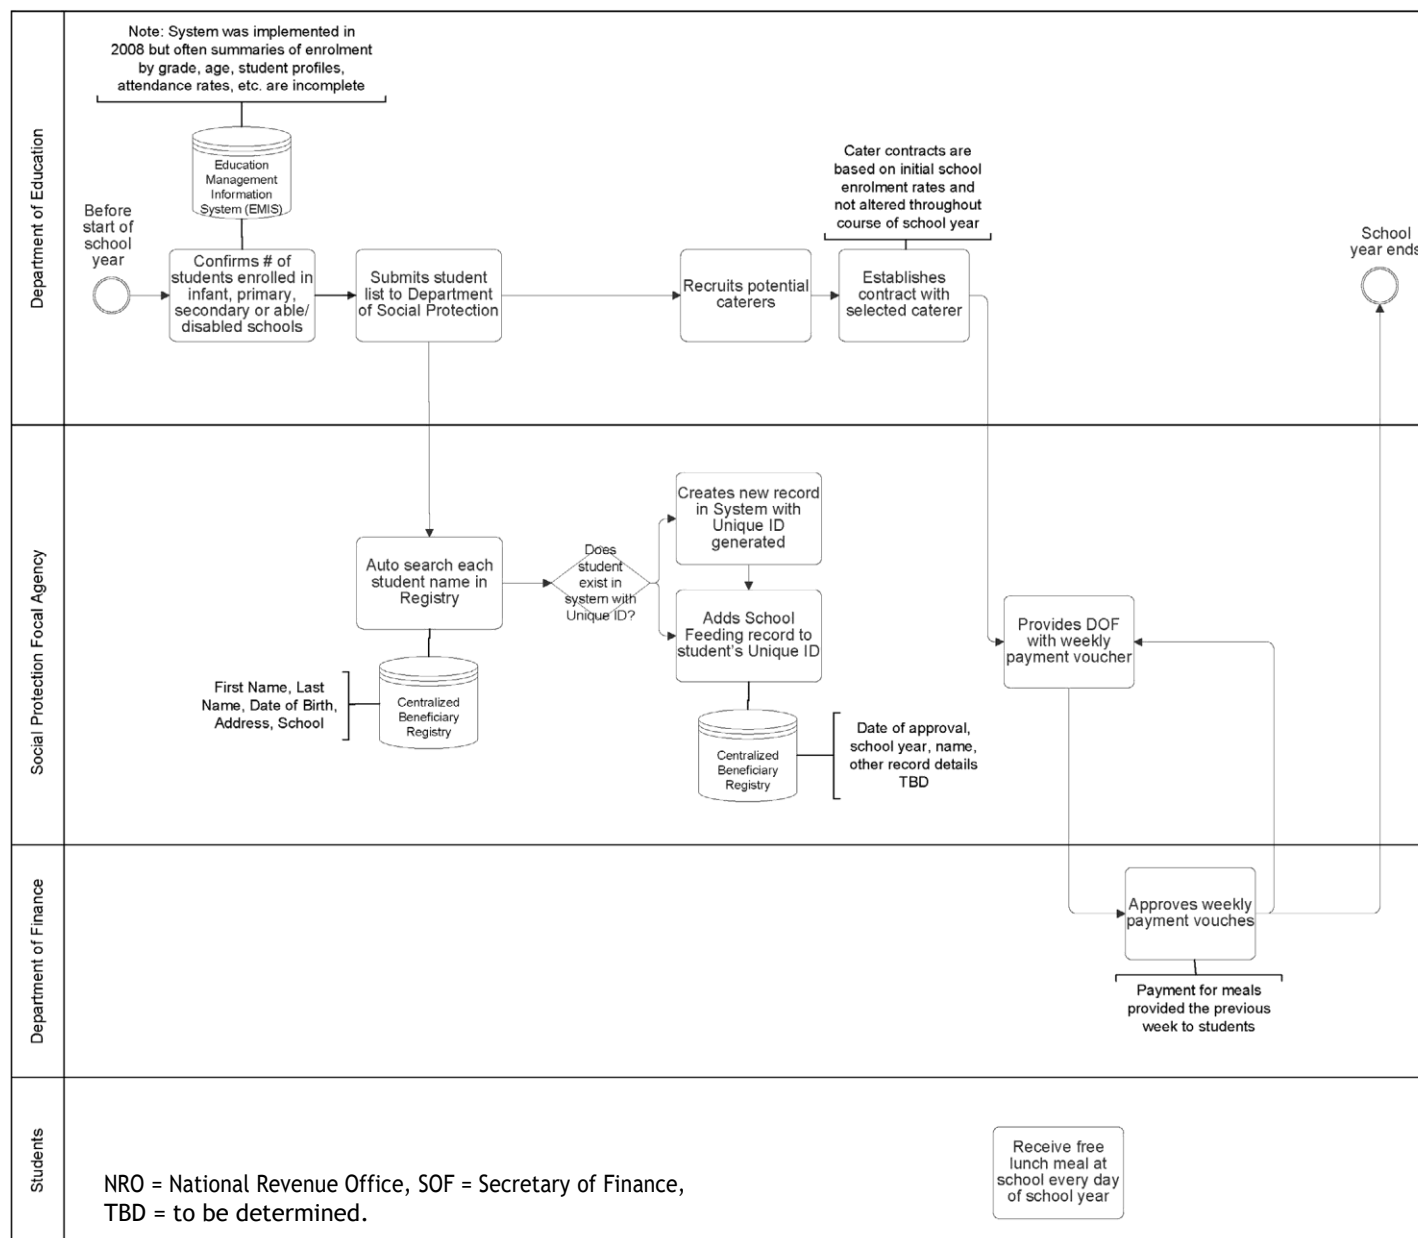 Department of Education
Note: System was implemented in
2008 but often summaries of enrolment
by grade, age, student profiles,
attendance rates, etc. are incomplete
Education
Management
Information
System (EMIS)
Before
start of
school
year
Confirms # of
students enrolled in
infant, primary,
secondary or able/
disabled schools
Submits student
list to Department
of Social Protection
Recruits potential
caterers
Cater contracts are
based on initial school
enrolment rates and
not altered throughout
course of school year
Establishes
contract with
selected caterer
School
year ends
Social Protection Focal Agency
Auto search each
student name in
Registry
First Name, Last
Name, Date of Birth,
Address, School
Centralized
Beneficiary
Registry
Does
student
exist in
system with
Unique ID?
Creates new record
in System with
Unique ID
generated
Adds School
Feeding record to
student's Unique ID
Centralized
Beneficiary
Registry
Date of approval,
school year, name,
other record details
TBD
Provides DOF
with weekly
payment voucher
Department of Finance
Approves weekly
payment vouches
Payment for meals
provided the previous
week to students
Students
Receive free
lunch meal at
school every day
of school year
NRO = National Revenue Office, SOF = Secretary of Finance,
TBD = to be determined.